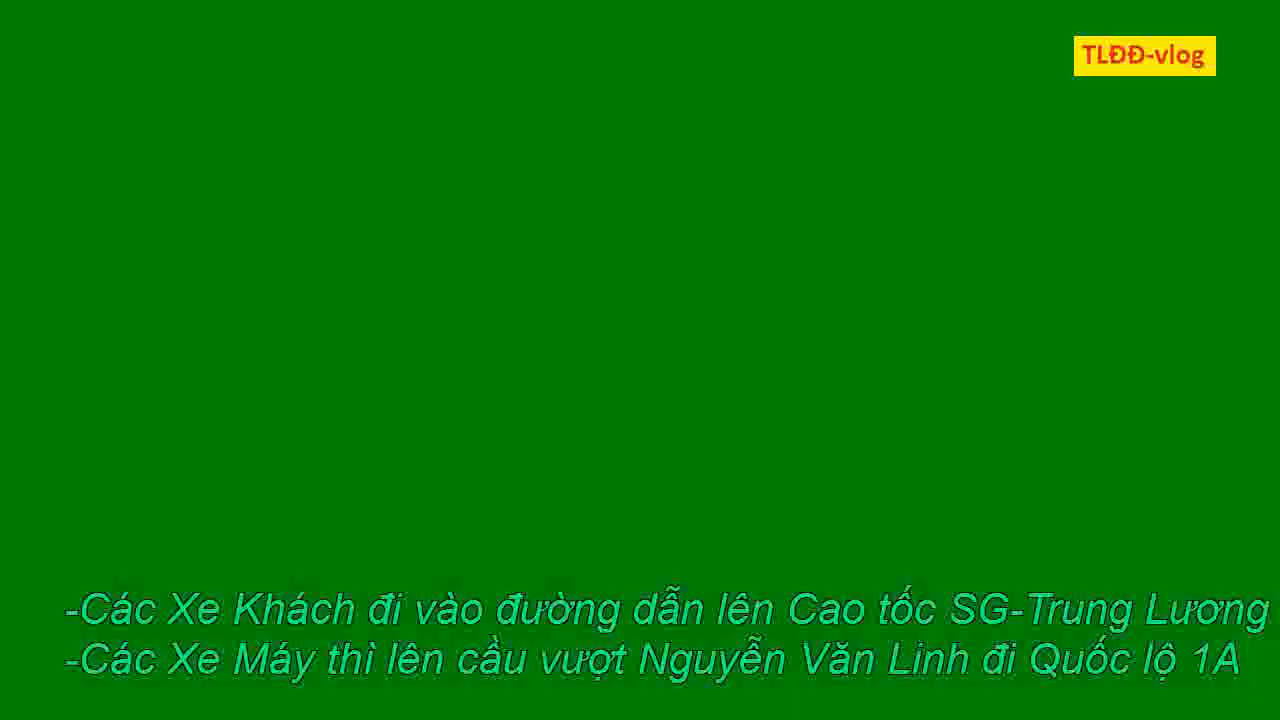 TLĐĐ-vlog
-Các Xe Khách đi vào đường dẫn lên Cao tốc SG-Trung Lương
-Các Xe Máy thì lên cầu vượt Nguyễn Văn Linh đi Quốc lộ 1A